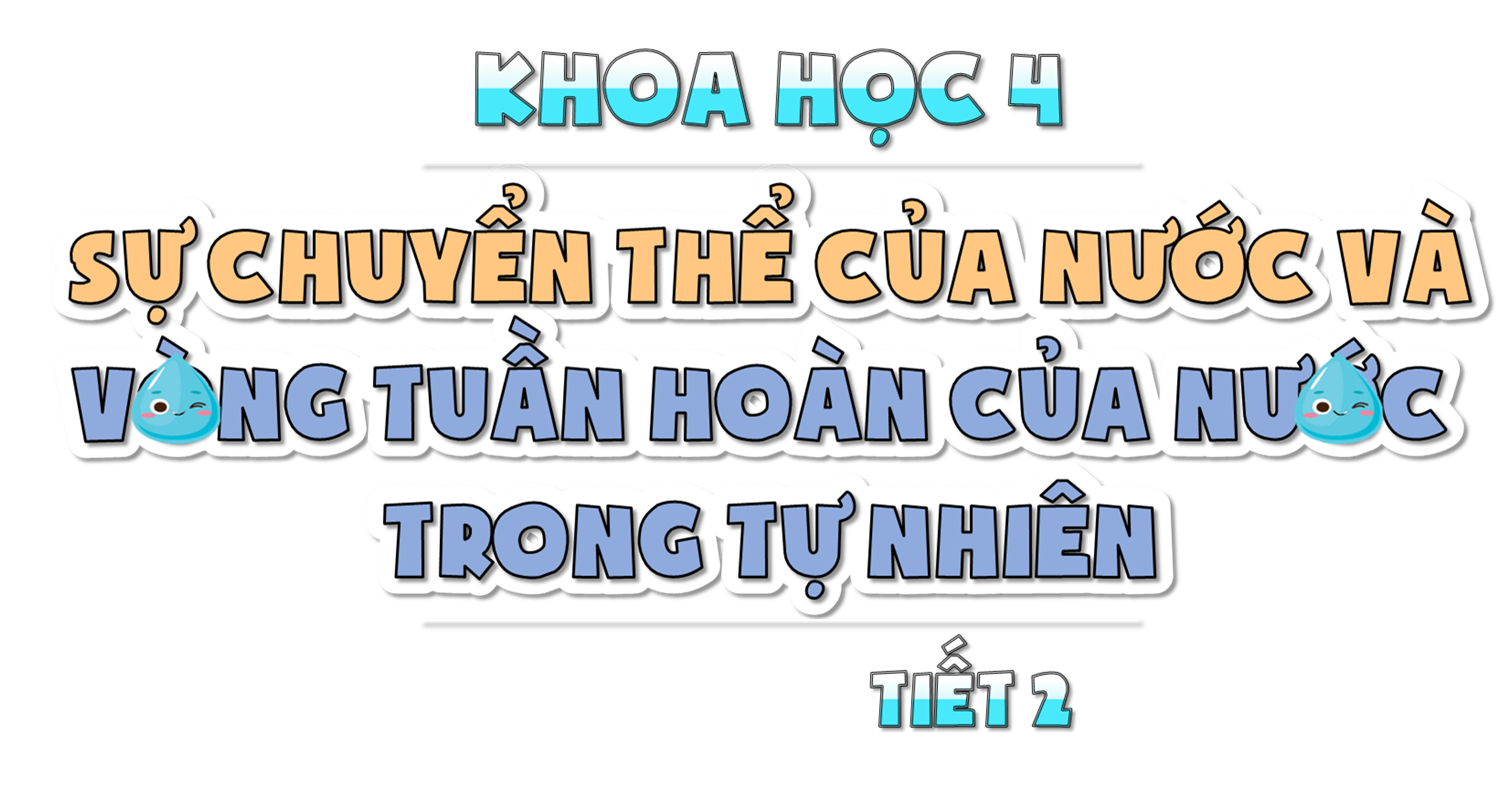 KHOA HỌC 4
SỰ CHUYỂN THỂ CỦA NƯỚC VÀ
VÒNG TUẦN HOÀN CỦA NƯỚC
TRONG TỰ NHIÊN
TIẾT 2